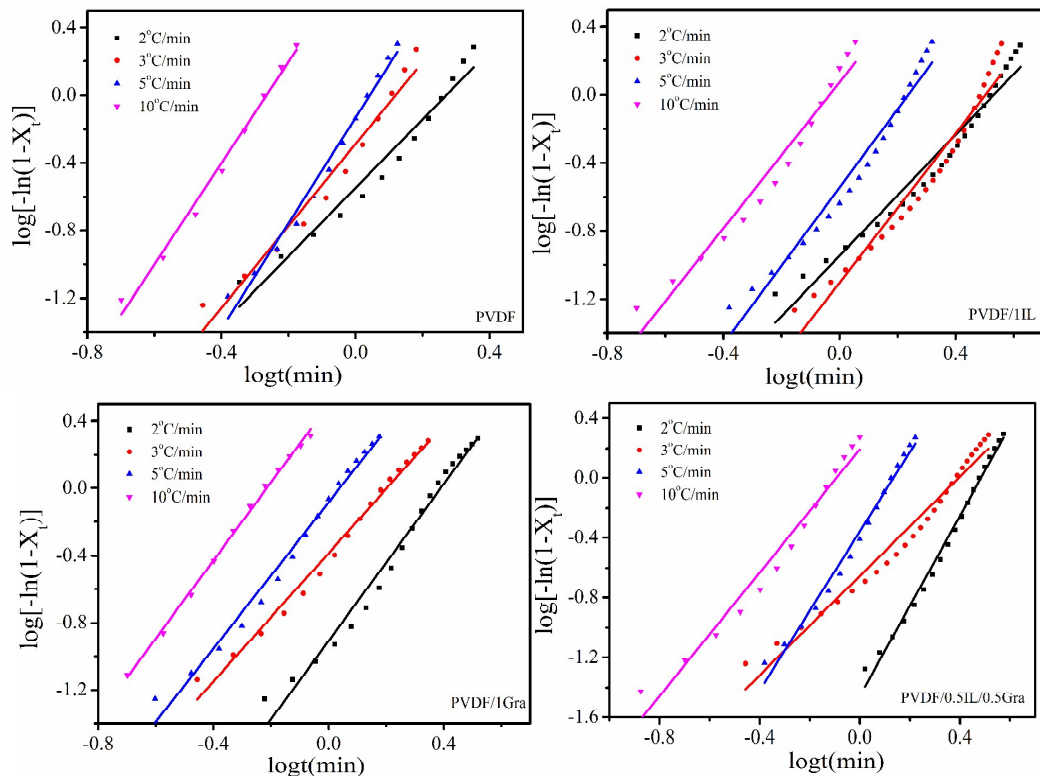 0.4
0.0
-0.4
-0.8
-1.2
log[-ln(1-Xt)]
2°C/min
3°C/min
5°C/min
10°C/min
PVDF
-0.8 -0.4 0.0 0.4
logt(min)
0.4
0.0
-0.4
-0.8
-1.2
log[-ln(1-Xt)]
2°C/min
3°C/min
5°C/min
10°C/min
PVDF/1IL
-0.8 -0.4 0.0 0.4
logt(min)
0.4
0.0
-0.4
-0.8
-1.2
log[-ln(1-Xt)]
2°C/min
3°C/min
5°C/min
10°C/min
PVDF/1Gra
-0.8 -0.4 0.0 0.4
logt(min)
0.4
0.0
-0.4
-0.8
-1.2
-1.6
log[-ln(1-Xt)]
2°C/min
3°C/min
5°C/min
10°C/min
PVDF/0.5IL/0.5Gra
-0.8 -0.4 0.0 0.4
logt(min)